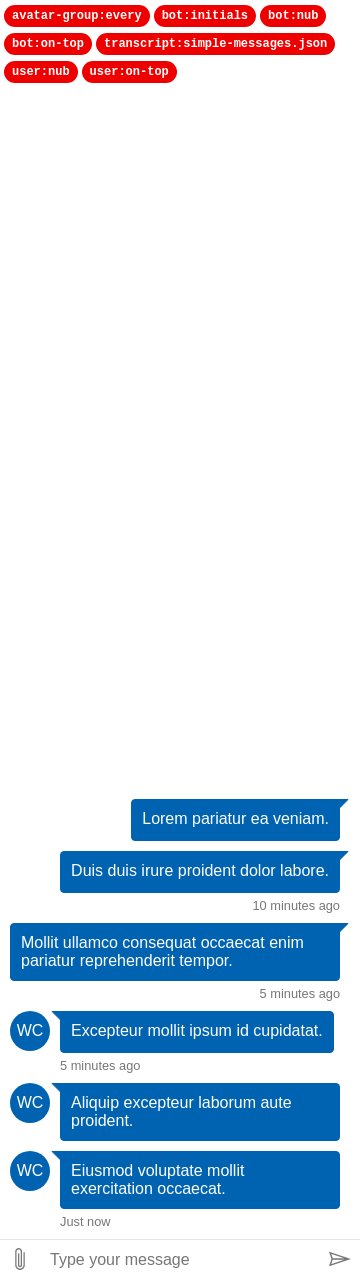 avatar-group:every bot:initials bot:nub
bot:on-top transcript:simple-messages.json
user:nub user:on-top
Lorem pariatur ea veniam.
Duis duis irure proident dolor labore.
10 minutes ago
Mollit ullamco consequat occaecat enim
pariatur reprehenderit tempor.
5 minutes ago
WC Excepteur mollit ipsum id cupidatat.
5 minutes ago
WC Aliquip excepteur laborum aute
proident.
WC Eiusmod voluptate mollit
exercitation occaecat.
Just now
Type your message